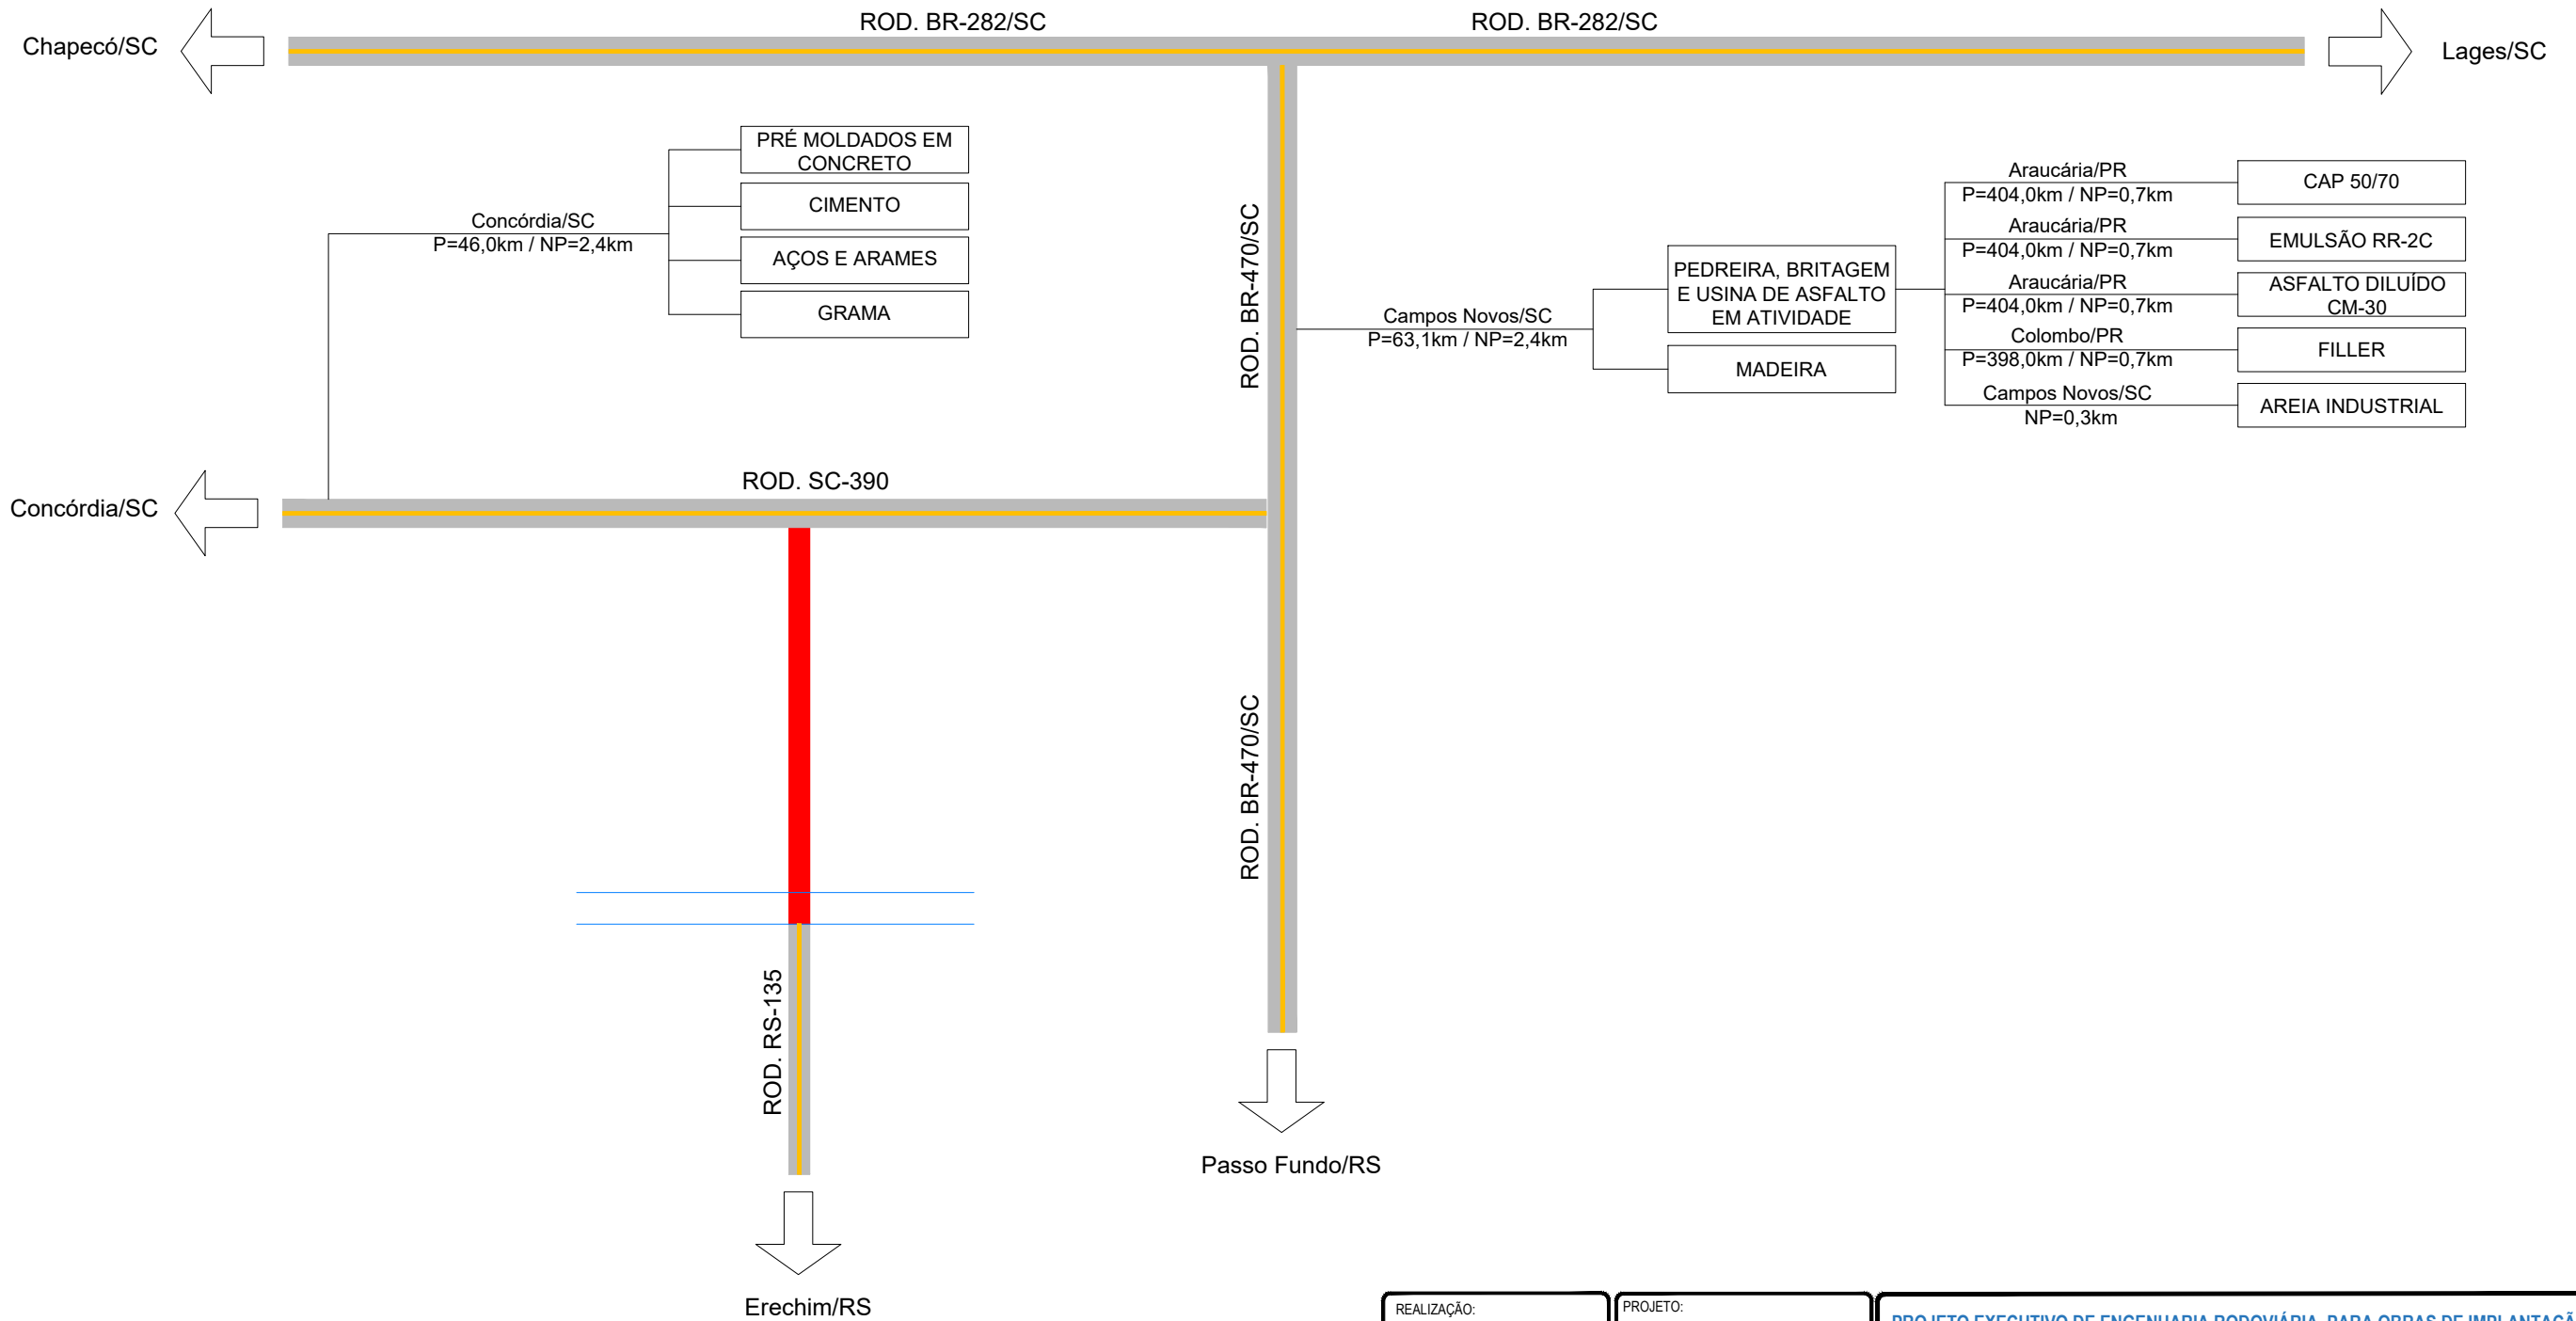 ROD. BR-282/SC
ROD. BR-282/SC
Chapecó/SC
Lages/SC
PRÉ MOLDADOS EM
CONCRETO
CIMENTO
AÇOS E ARAMES
GRAMA
Concórdia/SC
P=46,0km / NP=2,4km
ROD. BR-470/SC
Campos Novos/SC
P=63,1km / NP=2,4km
PEDREIRA, BRITAGEM
E USINA DE ASFALTO
EM ATIVIDADE
MADEIRA
Araucária/PR
P=404,0km / NP=0,7km
CAP 50/70
Araucária/PR
P=404,0km / NP=0,7km
EMULSÃO RR-2C
Araucária/PR
P=404,0km / NP=0,7km
ASFALTO DILUÍDO
CM-30
Colombo/PR
P=398,0km / NP=0,7km
FILLER
Campos Novos/SC
NP=0,3km
AREIA INDUSTRIAL
ROD. SC-390
Concórdia/SC
ROD. BR-470/SC
ROD. RS-135
Passo Fundo/RS
Erechim/RS
REALIZAÇÃO:
PROJETO: